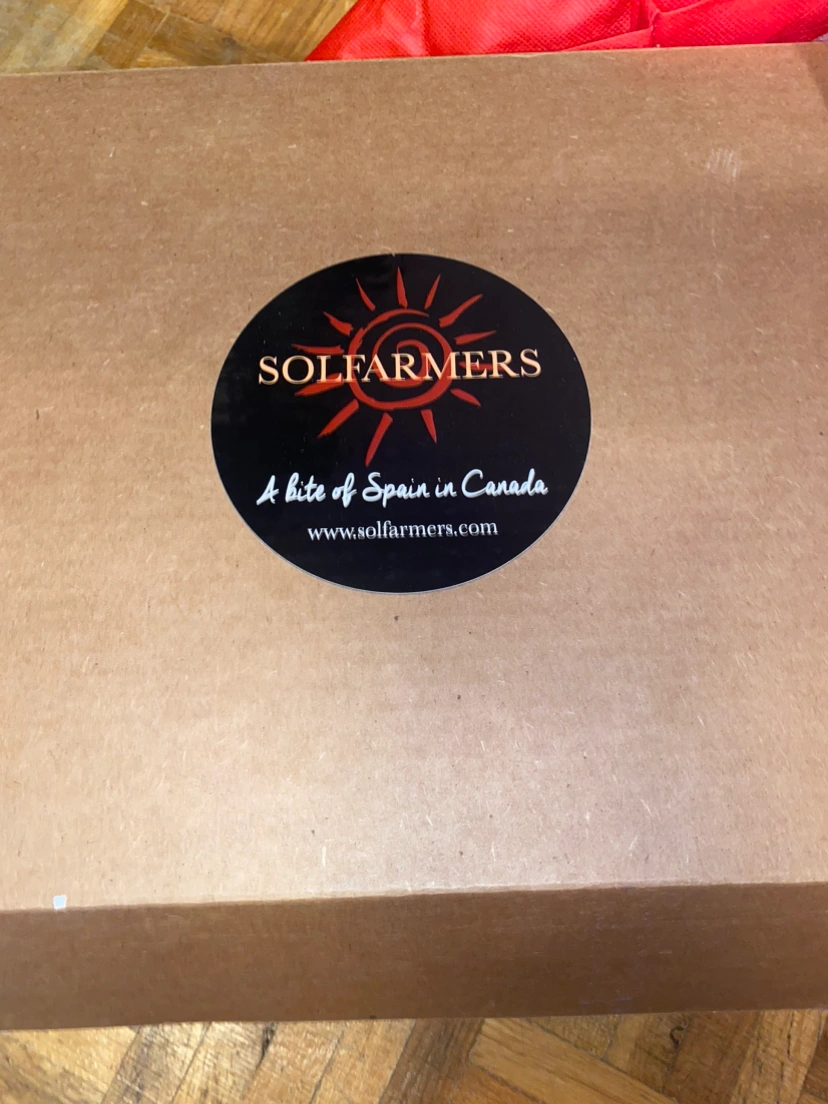 SOLFARMERS
A bite of Spain in Canada
www.solfarmers.com